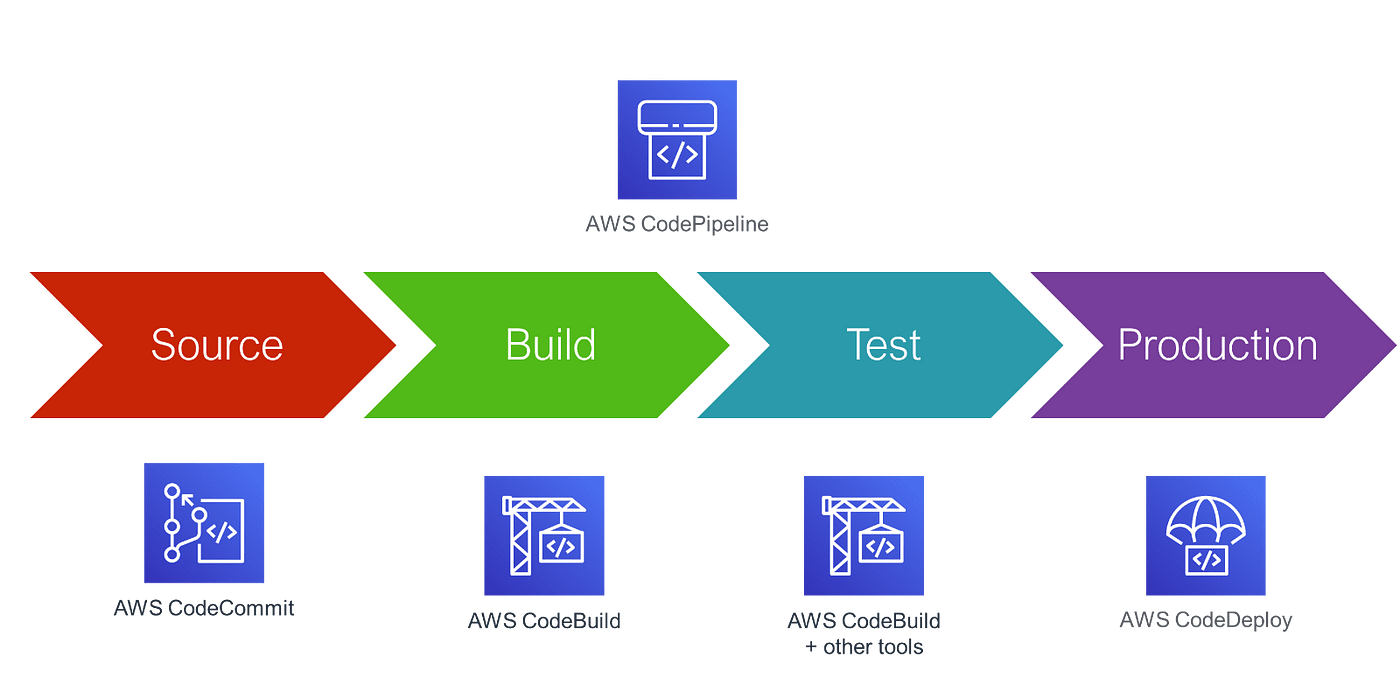 </>
AWS CodePipeline
Source
Build
Test
Production
</>
</>
</>
</>
AWS CodeCommit
AWS CodeBuild
AWS CodeBuild
+ other tools
AWS CodeDeploy